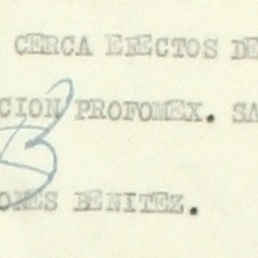 CERCA EFECTOS DE
CION PROFOMEX. SA
ONES BENITEZ.